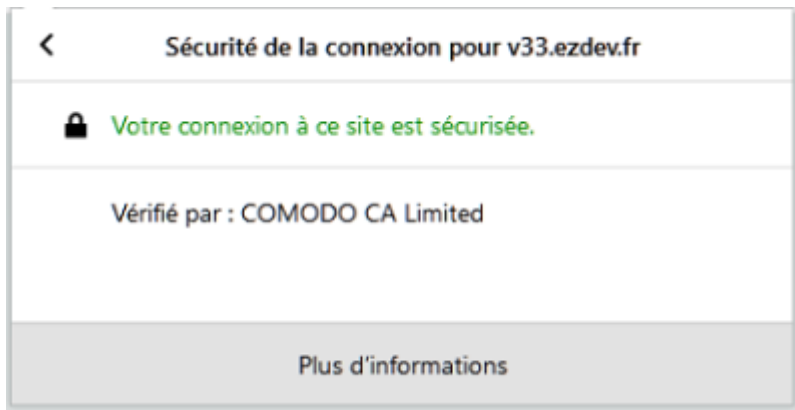 Sécurité de la connexion pour v33.ezdev.fr
Votre connexion à ce site est sécurisée.
Vérifié par : COMODO CA Limited
Plus d’informations